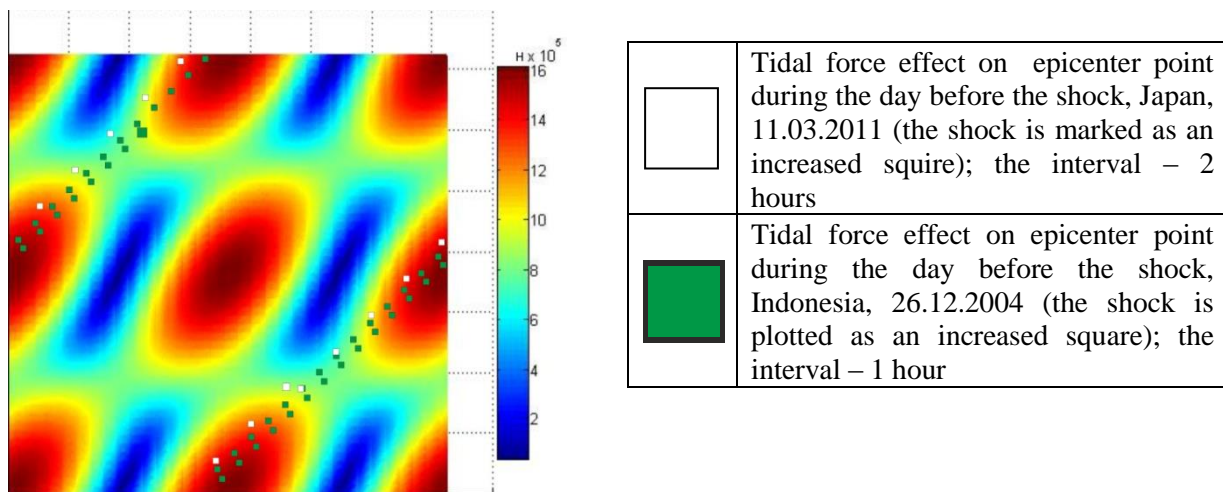 H x 10
5
16
14
12
10
8
6
4
2
Tidal force effect on epicenter point
during the day before the shock, Japan,
11.03.2011 (the shock is marked as an
increased squire); the interval – 2
hours
Tidal force effect on epicenter point
during the day before the shock,
Indonesia, 26.12.2004 (the shock is
plotted as an increased square); the
interval – 1 hour